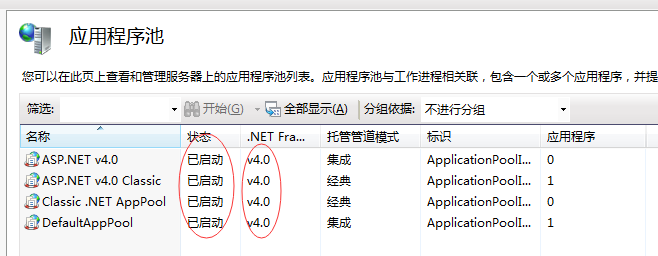 应用程序池
您可以在此页上查看和管理服务器上的应用程序池列表。应用程序池与工作进程相关联，包含一个或多个应用程序，并提
筛选: 开始(G) 全部显示(A) 分组依据: 不进行分组
名称 状态 .NET Fra... 托管管道模式 标识 应用程序
ASP.NET v4.0 已启动 v4.0 集成 ApplicationPoolI... 0
ASP.NET v4.0 Classic 已启动 v4.0 经典 ApplicationPoolI... 1
Classic .NET AppPool 已启动 v4.0 经典 ApplicationPoolI... 0
DefaultAppPool 已启动 v4.0 集成 ApplicationPoolI... 1